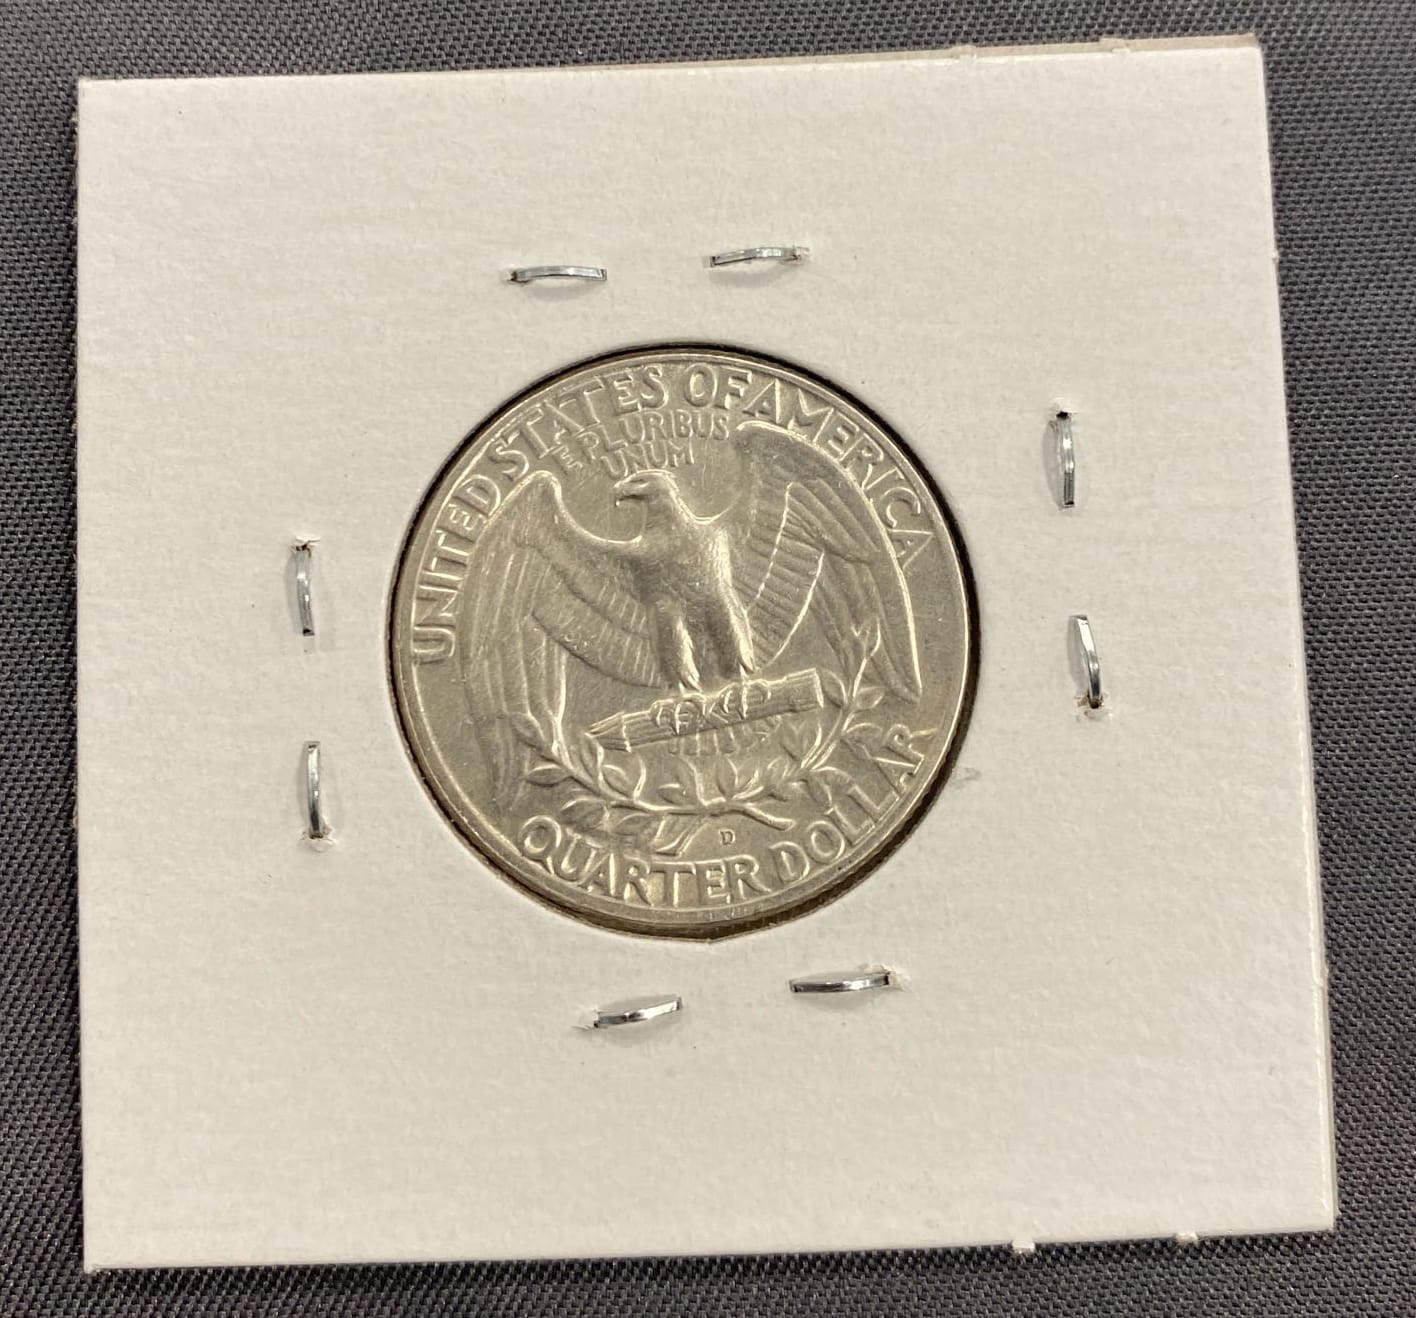 UNITED STATES OF AMERICA
E PLURIBUS
UNUM
D
QUARTER DOLLAR